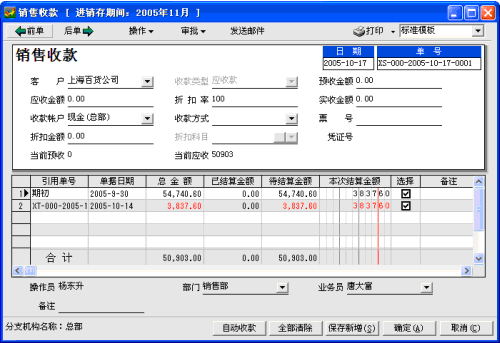 销售收款 [ 进销存期间: 2005年11月 ]
前单 后单 操作 审批 发送邮件 打印 标准模板
销售收款
日 期 单 号
2005-10-17 XS-000-2005-10-17-0001
客 户 上海百货公司 收款类型 应收款 预收金额 0.00
应收金额 0.00 折 扣 率 100 实收金额 0.00
收款帐户 现金(总部) 收款方式 票 号
折扣金额 0.00 折扣科目 凭证号
当前预收 0 当前应收 50903
引用单号 单据日期 总 金 额 已结算金额 待结算金额 本次结算金额 选择 备注
1 期初 2005-9-30 54,740.60 0.00 54,740.60 383760
2 XT-000-2005-1 2005-10-14 3,837.60 0.00 3,837.60 383760
合 计 50,903.00 0.00 50,903.00
操作员 杨东升 部门 销售部 业务员 唐大富
备注
分支机构名称: 总部 自动收款 全部清除 保存新增(S) 确定(A) 取消(C)